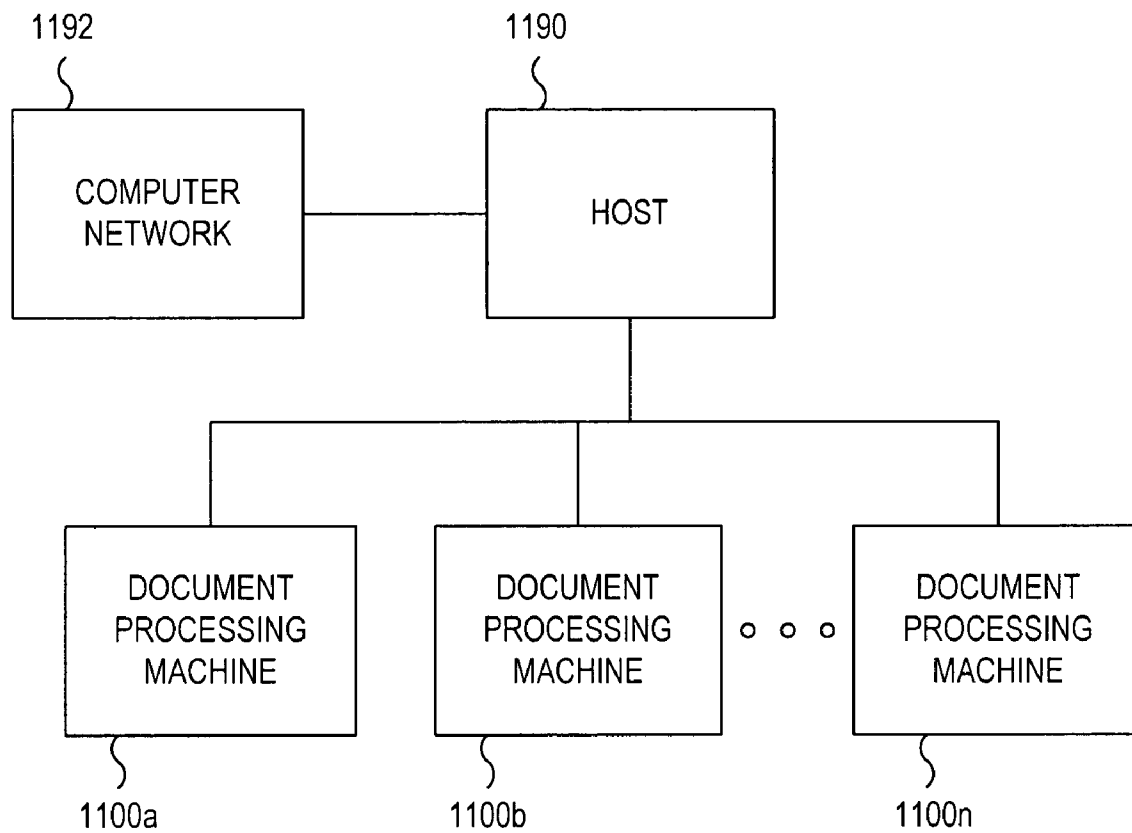 1192
1190
COMPUTER
NETWORK
HOST
DOCUMENT
PROCESSING
MACHINE
DOCUMENT
PROCESSING
MACHINE
DOCUMENT
PROCESSING
MACHINE
1100a
1100b
1100n